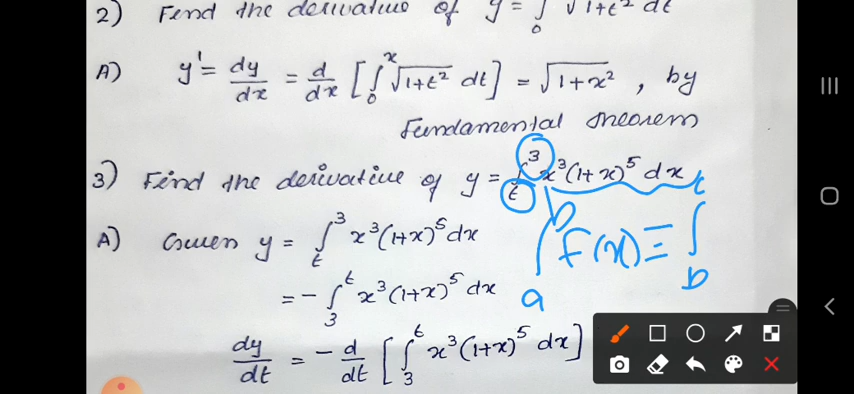 2) Find the derivative of y = ∫₀ √1+t² dt
A) y' = dy/dx = d/dx [∫₀ˣ √1+t² dt] = √1+x² , by
Fundamental theorem
3) Find the derivative of y = ∫ₜ³ x³(1+x)⁵ dx
∫ₐᵇ f(x) ≡ ∫_b
A) Given y = ∫ₜ³ x³(1+x)⁵ dx
= - ∫₃ᵗ x³(1+x)⁵ dx
dy/dt = - d/dt [∫₃ᵗ x³(1+x)⁵ dx]